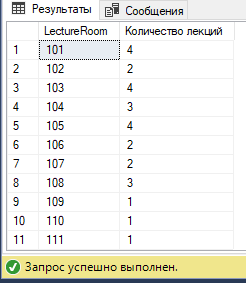 Результаты Сообщения
LectureRoom Количество лекций
1 101 4
2 102 2
3 103 4
4 104 3
5 105 4
6 106 2
7 107 2
8 108 3
9 109 1
10 110 1
11 111 1
Запрос успешно выполнен.